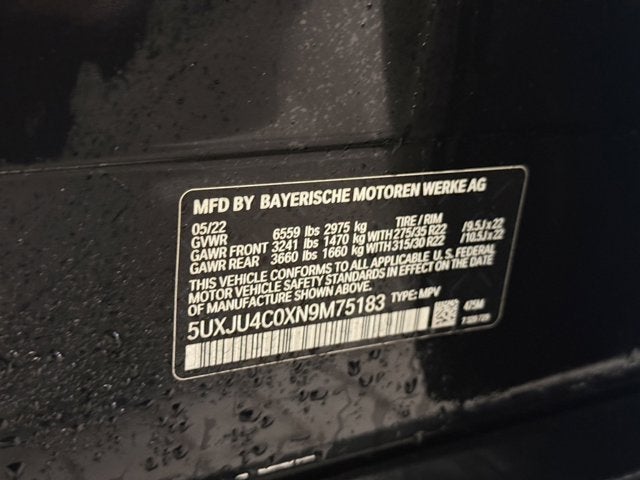 MFD BY BAYERISCHE MOTOREN WERKE AG
05/22 TIRE / RIM
GVWR 6559 lbs 2975 kg
GAWR FRONT 3241 lbs 1470 kg WITH 275/35 R22 /9.5J x 22
GAWR REAR 3660 lbs 1660 kg WITH 315/30 R22 /10.5J x 22
THIS VEHICLE CONFORMS TO ALL APPLICABLE U. S. FEDERAL
MOTOR VEHICLE SAFETY STANDARDS IN EFFECT ON THE DATE
OF MANUFACTURE SHOWN ABOVE.
5UXJU4C0XN9M75183 TYPE: MPV
475M